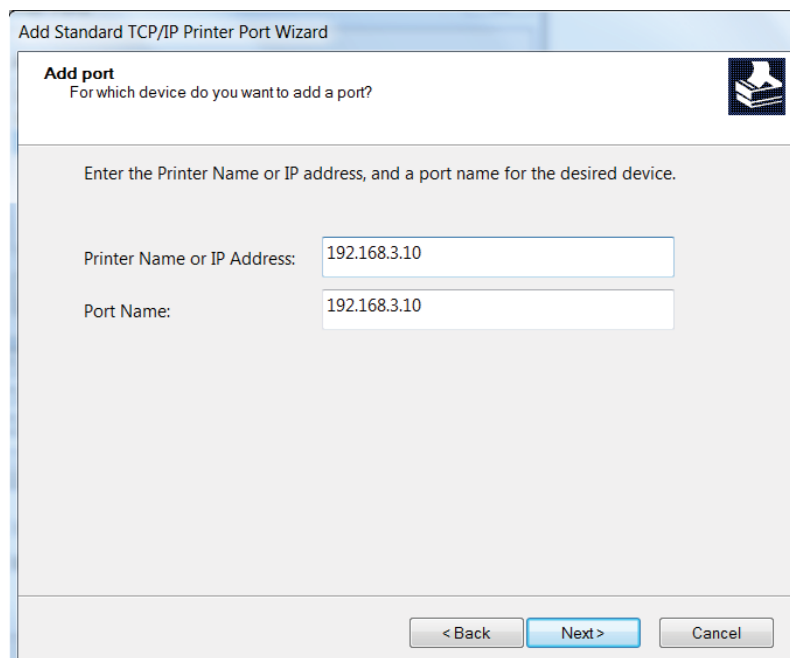 Add Standard TCP/IP Printer Port Wizard
Add port
For which device do you want to add a port?
Enter the Printer Name or IP address, and a port name for the desired device.
Printer Name or IP Address: 192.168.3.10
Port Name: 192.168.3.10
< Back Next > Cancel